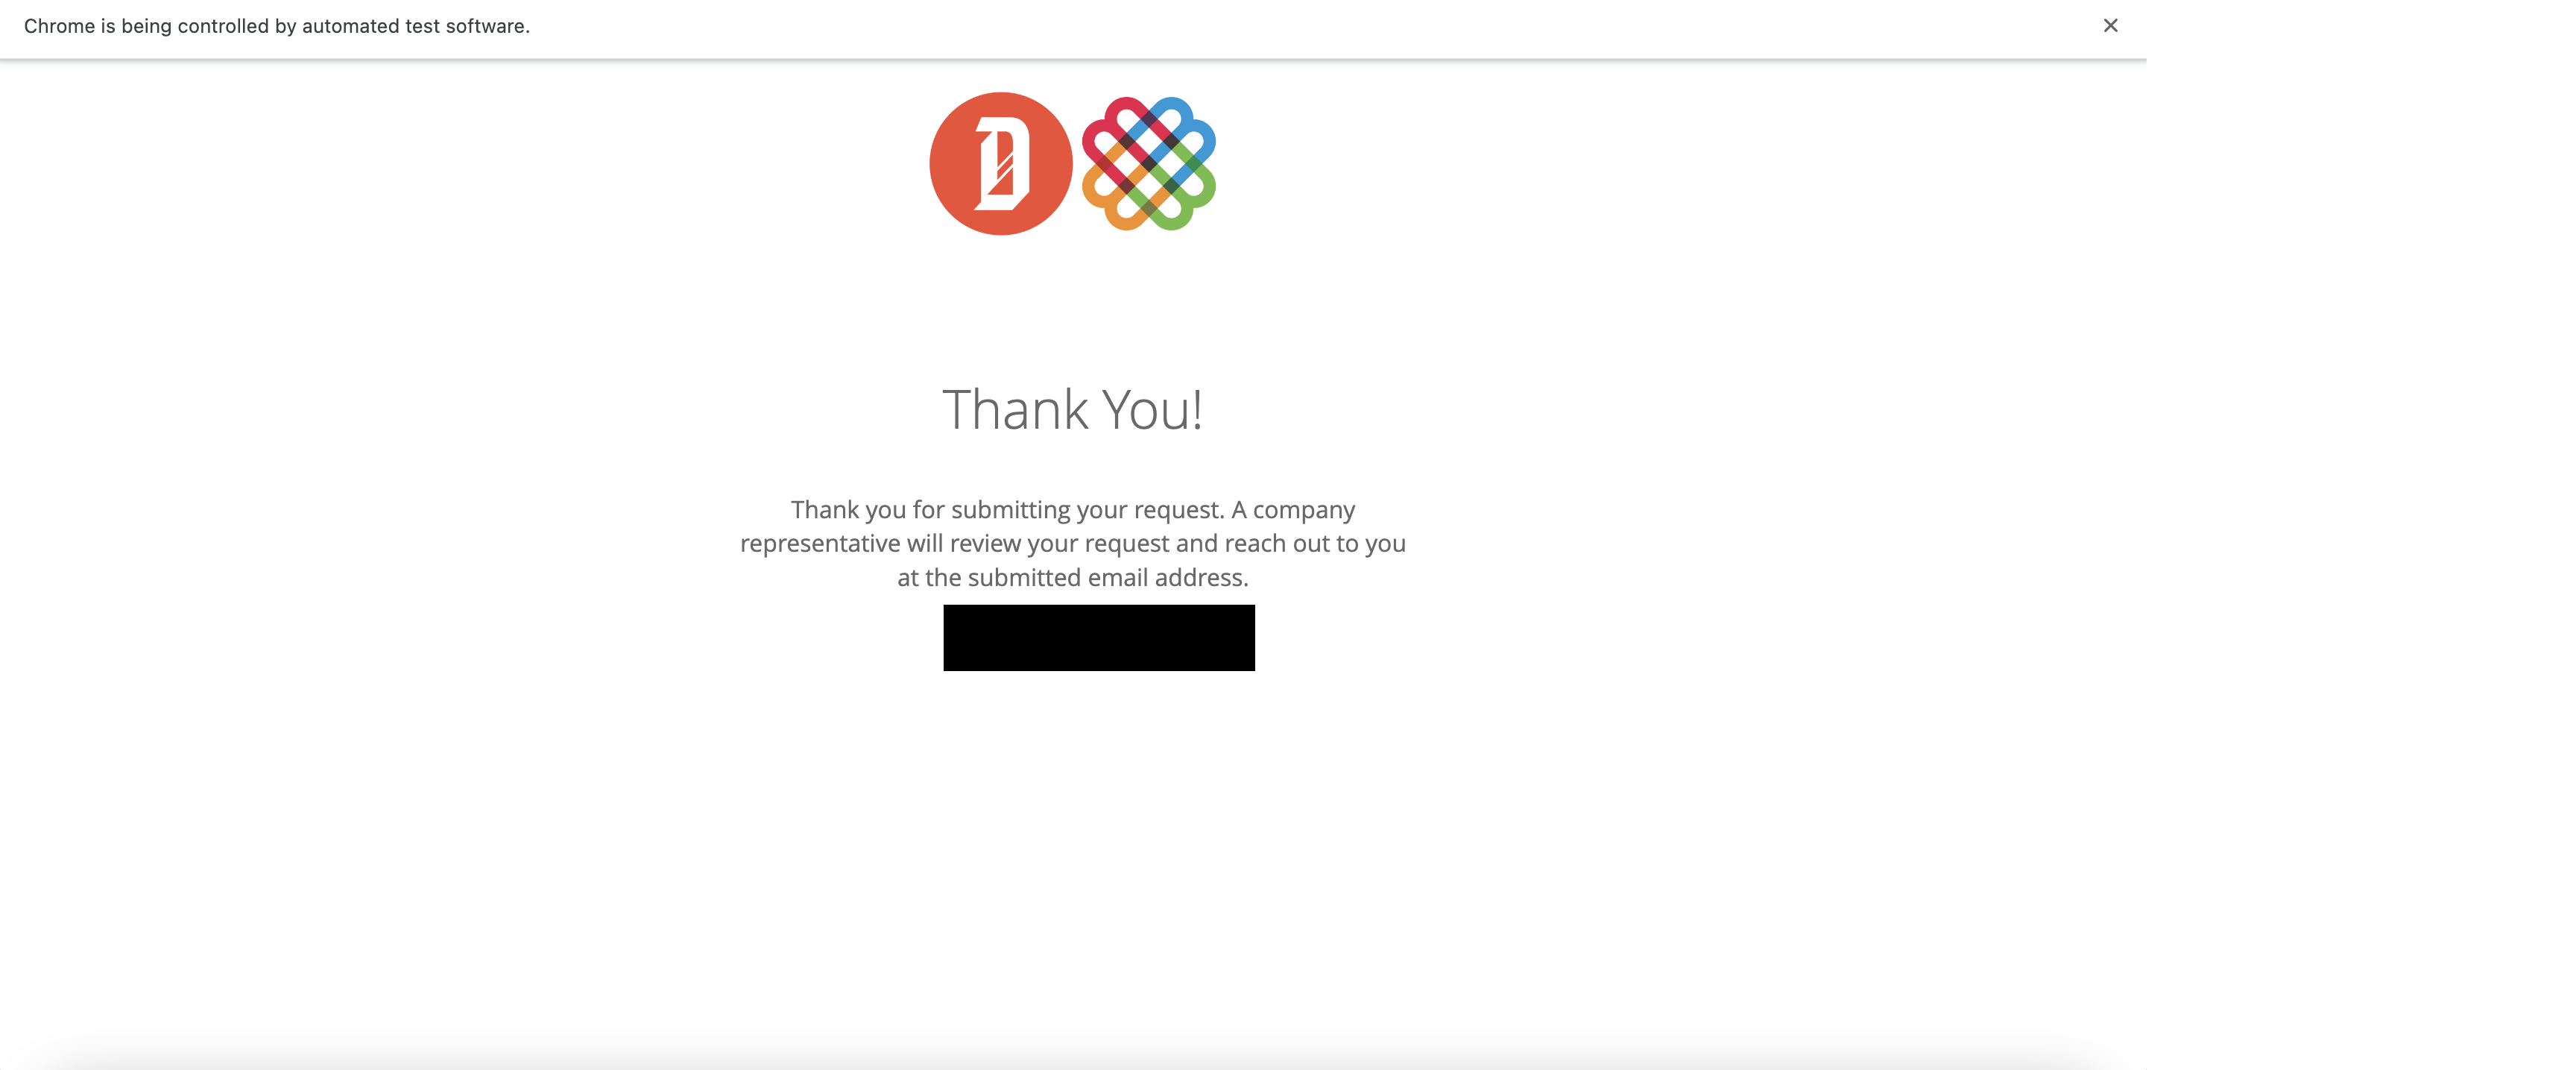 Chrome is being controlled by automated test software.
D
Thank You!
Thank you for submitting your request. A company
representative will review your request and reach out to you
at the submitted email address.